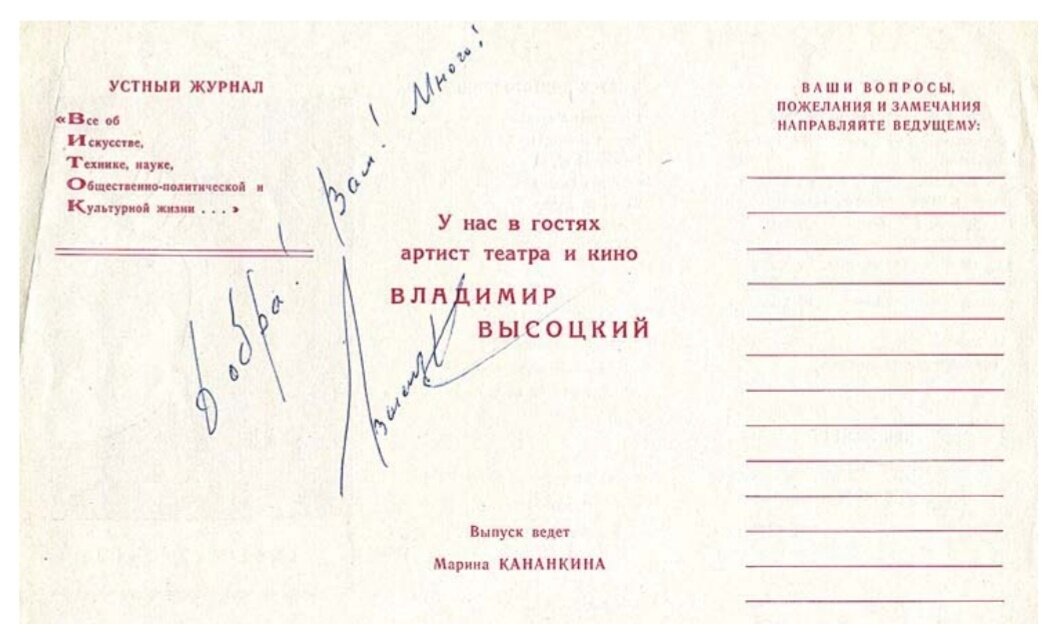 УСТНЫЙ ЖУРНАЛ
«Все об
Искусстве,
Технике, науке,
Общественно-политической и
Культурной жизни . . . »
Добра! Вам! Много!
Высоцкий
У нас в гостях
артист театра и кино
ВЛАДИМИР
ВЫСОЦКИЙ
Выпуск ведет
Марина КАНАНКИНА
ВАШИ ВОПРОСЫ,
ПОЖЕЛАНИЯ И ЗАМЕЧАНИЯ
НАПРАВЛЯЙТЕ ВЕДУЩЕМУ: